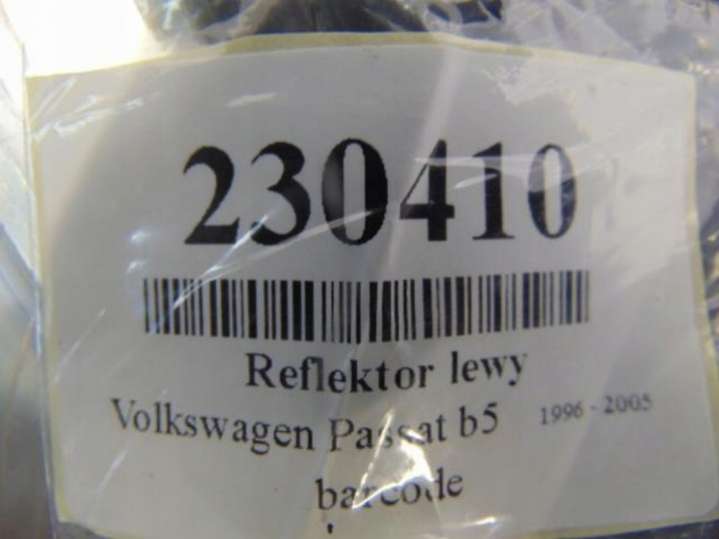 230410
Reflektor lewy
Volkswagen Passat b5 1996 - 2005
barcode